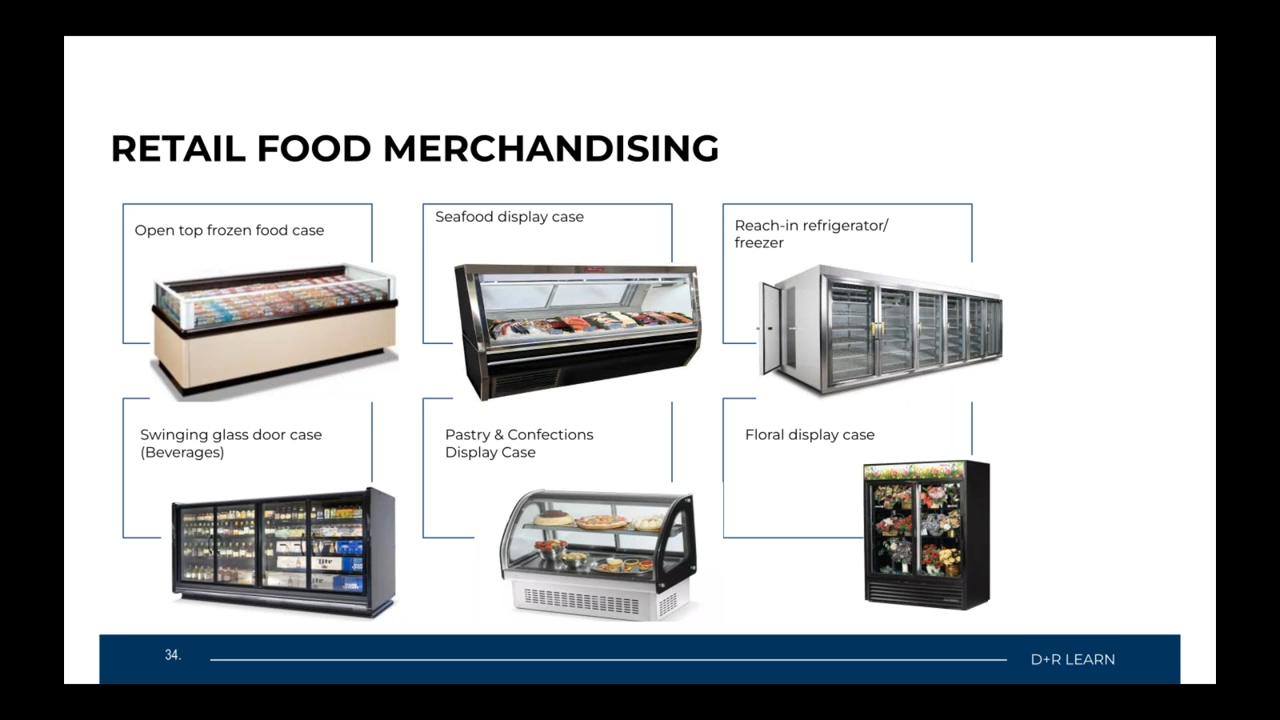 RETAIL FOOD MERCHANDISING
Open top frozen food case
Seafood display case
Reach-in refrigerator/
freezer
Swinging glass door case
(Beverages)
Pastry & Confections
Display Case
Floral display case
34.
D+R LEARN